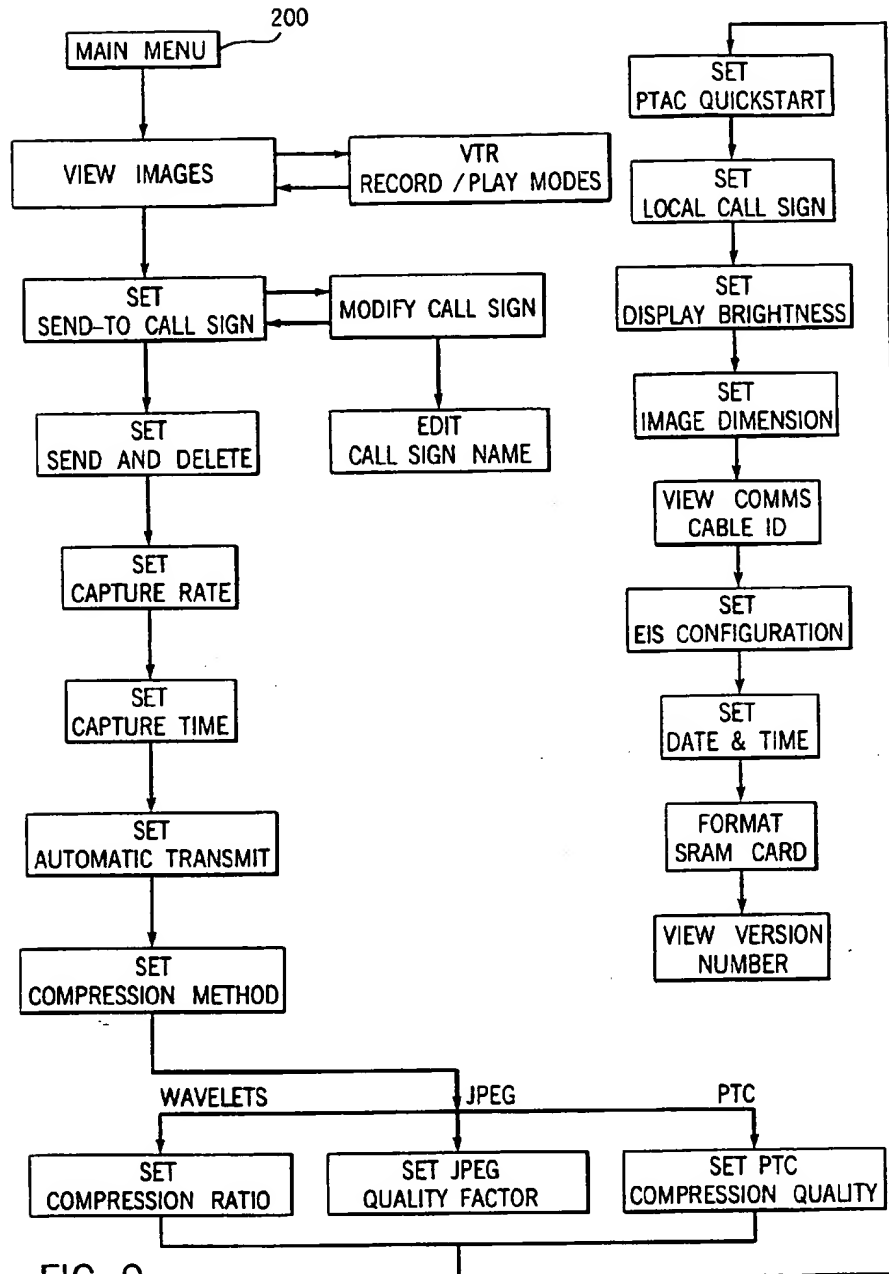 200
MAIN MENU
VIEW IMAGES
VTR
RECORD / PLAY MODES
SET
SEND-TO CALL SIGN
MODIFY CALL SIGN
EDIT
CALL SIGN NAME
SET
SEND AND DELETE
SET
CAPTURE RATE
SET
CAPTURE TIME
SET
AUTOMATIC TRANSMIT
SET
COMPRESSION METHOD
WAVELETS
JPEG
PTC
SET
COMPRESSION RATIO
SET JPEG
QUALITY FACTOR
SET PTC
COMPRESSION QUALITY
SET
PTAC QUICKSTART
SET
LOCAL CALL SIGN
SET
DISPLAY BRIGHTNESS
SET
IMAGE DIMENSION
VIEW COMMS
CABLE ID
SET
EIS CONFIGURATION
SET
DATE & TIME
FORMAT
SRAM CARD
VIEW VERSION
NUMBER